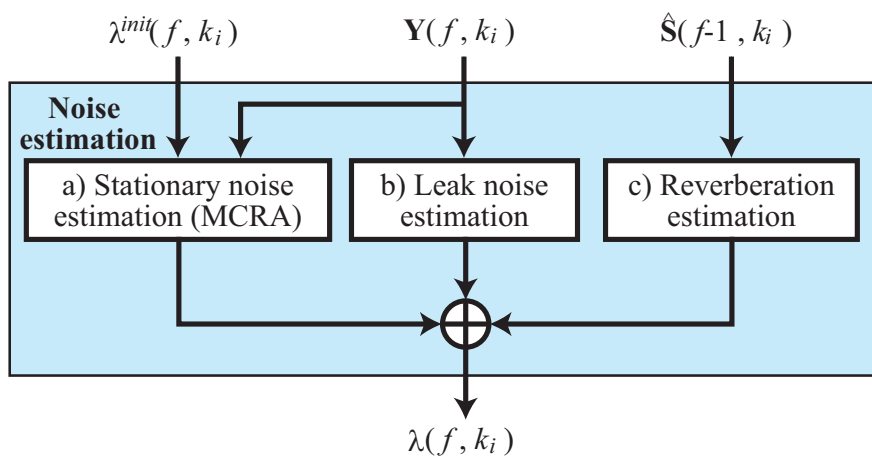 λ^init(f, k_i) Y(f, k_i) Ŝ(f-1, k_i)
Noise
estimation
a) Stationary noise
estimation (MCRA)
b) Leak noise
estimation
c) Reverberation
estimation
λ(f, k_i)